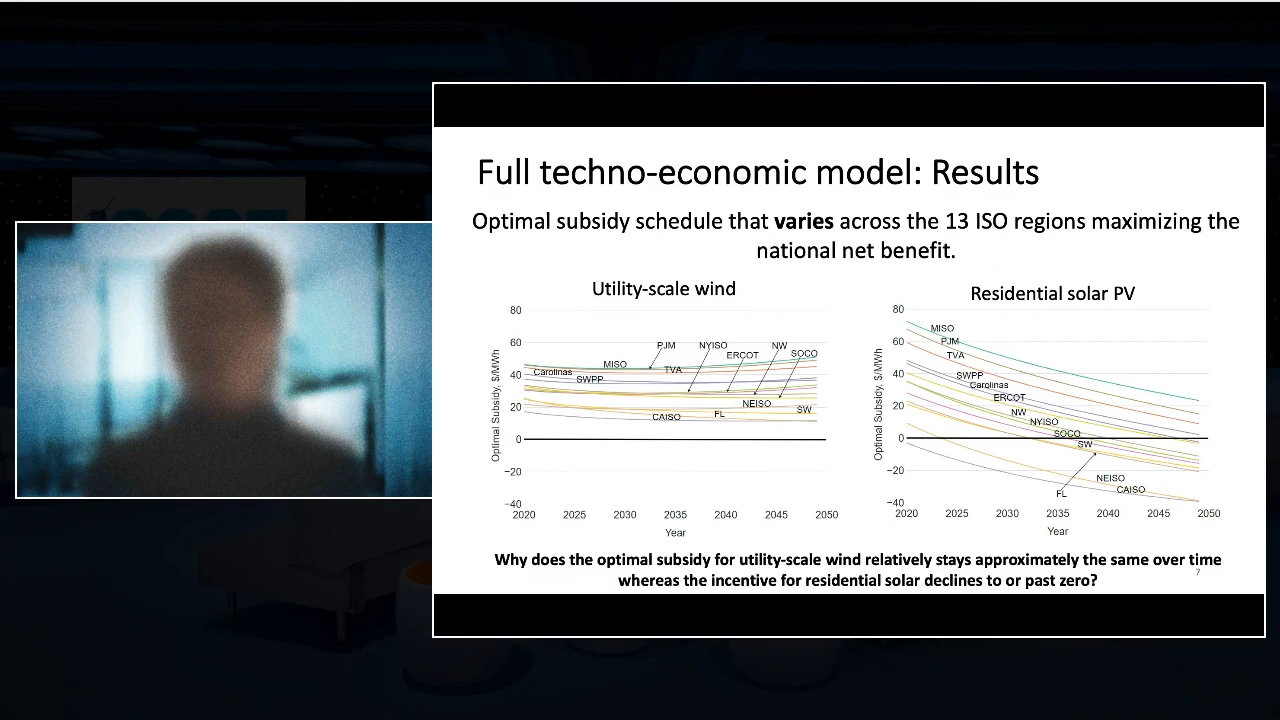 Full techno-economic model: Results
Optimal subsidy schedule that varies across the 13 ISO regions maximizing the
national net benefit.
Utility-scale wind
80
60
40
20
0
−20
−40
Optimal Subsidy, $/MWh
PJM
NYISO
NW
ERCOT
SOCO
MISO
TVA
Carolinas
SWPP
NEISO
SW
CAISO
FL
2020 2025 2030 2035 2040 2045 2050
Year
Residential solar PV
80
60
40
20
0
−20
−40
Optimal Subsidy, $/MWh
MISO
PJM
TVA
SWPP
Carolinas
ERCOT
NW
NYISO
SOCO
SW
NEISO
CAISO
FL
2020 2025 2030 2035 2040 2045 2050
Year
Why does the optimal subsidy for utility-scale wind relatively stays approximately the same over time
whereas the incentive for residential solar declines to or past zero?
7